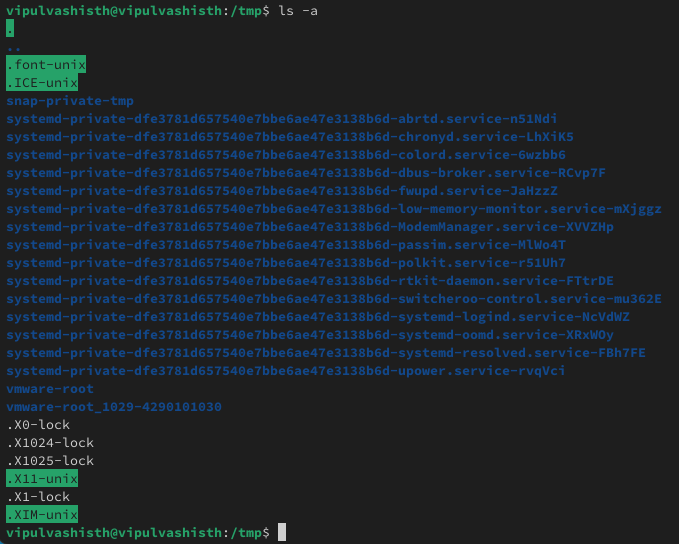 vipulvashisth@vipulvashisth:/tmp$ ls -a
.
..
.font-unix
.ICE-unix
snap-private-tmp
systemd-private-dfe3781d657540e7bbe6ae47e3138b6d-abrtd.service-n51Ndi
systemd-private-dfe3781d657540e7bbe6ae47e3138b6d-chronyd.service-LhXiK5
systemd-private-dfe3781d657540e7bbe6ae47e3138b6d-colord.service-6wzbb6
systemd-private-dfe3781d657540e7bbe6ae47e3138b6d-dbus-broker.service-RCvp7F
systemd-private-dfe3781d657540e7bbe6ae47e3138b6d-fwupd.service-JaHzzZ
systemd-private-dfe3781d657540e7bbe6ae47e3138b6d-low-memory-monitor.service-mXjggz
systemd-private-dfe3781d657540e7bbe6ae47e3138b6d-ModemManager.service-XVVZHp
systemd-private-dfe3781d657540e7bbe6ae47e3138b6d-passim.service-MlWo4T
systemd-private-dfe3781d657540e7bbe6ae47e3138b6d-polkit.service-r51Uh7
systemd-private-dfe3781d657540e7bbe6ae47e3138b6d-rtkit-daemon.service-FTtrDE
systemd-private-dfe3781d657540e7bbe6ae47e3138b6d-switcheroo-control.service-mu362E
systemd-private-dfe3781d657540e7bbe6ae47e3138b6d-systemd-logind.service-NcVdWZ
systemd-private-dfe3781d657540e7bbe6ae47e3138b6d-systemd-oomd.service-XRxWOy
systemd-private-dfe3781d657540e7bbe6ae47e3138b6d-systemd-resolved.service-FBh7FE
systemd-private-dfe3781d657540e7bbe6ae47e3138b6d-upower.service-rvqVci
vmware-root
vmware-root_1029-4290101030
.X0-lock
.X1024-lock
.X1025-lock
.X11-unix
.X1-lock
.XIM-unix
vipulvashisth@vipulvashisth:/tmp$